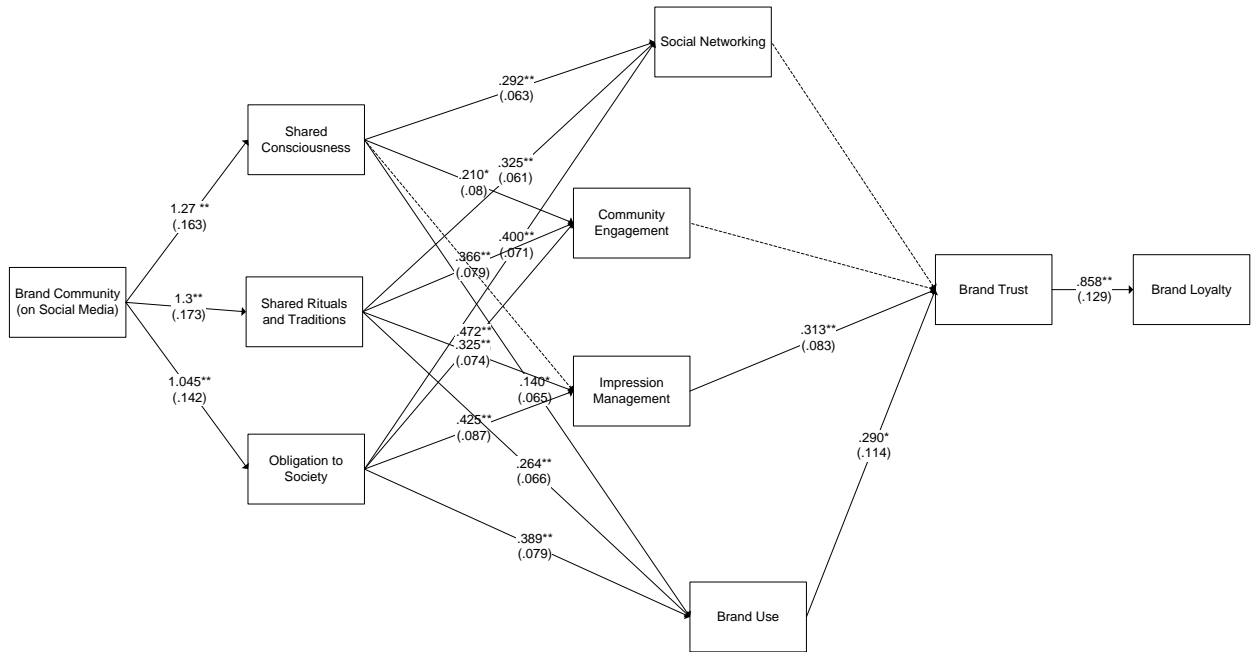 Social Networking
.292**
(.063)
Shared
Consciousness
.325**
(.061)
.210*
(.08)
1.27 **
(.163)
Community
Engagement
.400**
(.071)
.366**
(.079)
Brand Community
(on Social Media)
1.3**
(.173)
Shared Rituals
and Traditions
Brand Trust
.858**
(.129)
Brand Loyalty
.472**
.325**
(.074)
.313**
(.083)
1.045**
(.142)
.140*
(.065)
Impression
Management
.425**
(.087)
.290*
(.114)
Obligation to
Society
.264**
(.066)
.389**
(.079)
Brand Use